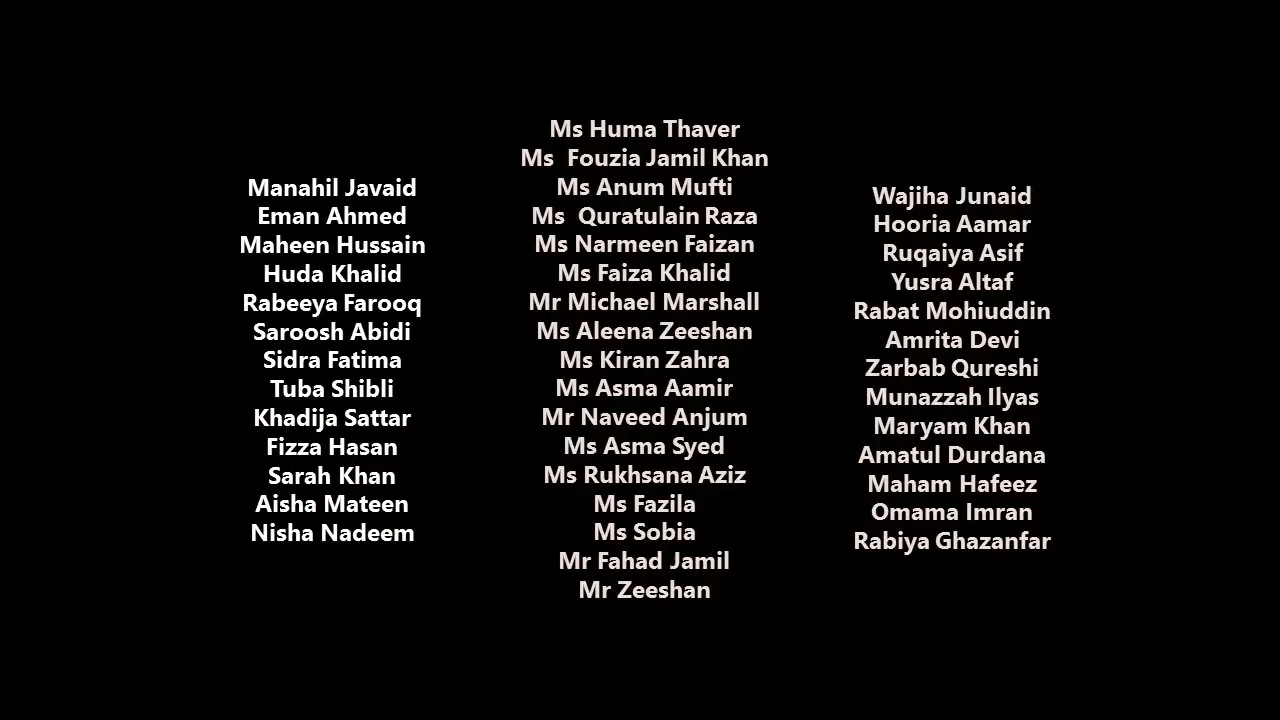 Manahil Javaid
Eman Ahmed
Maheen Hussain
Huda Khalid
Rabeeya Farooq
Saroosh Abidi
Sidra Fatima
Tuba Shibli
Khadija Sattar
Fizza Hasan
Sarah Khan
Aisha Mateen
Nisha Nadeem
Ms Huma Thaver
Ms  Fouzia Jamil Khan
Ms Anum Mufti
Ms  Quratulain Raza
Ms Narmeen Faizan
Ms Faiza Khalid
Mr Michael Marshall
Ms Aleena Zeeshan
Ms Kiran Zahra
Ms Asma Aamir
Mr Naveed Anjum
Ms Asma Syed
Ms Rukhsana Aziz
Ms Fazila
Ms Sobia
Mr Fahad Jamil
Mr Zeeshan
Wajiha Junaid
Hooria Aamar
Ruqaiya Asif
Yusra Altaf
Rabat Mohiuddin
Amrita Devi
Zarbab Qureshi
Munazzah Ilyas
Maryam Khan
Amatul Durdana
Maham Hafeez
Omama Imran
Rabiya Ghazanfar